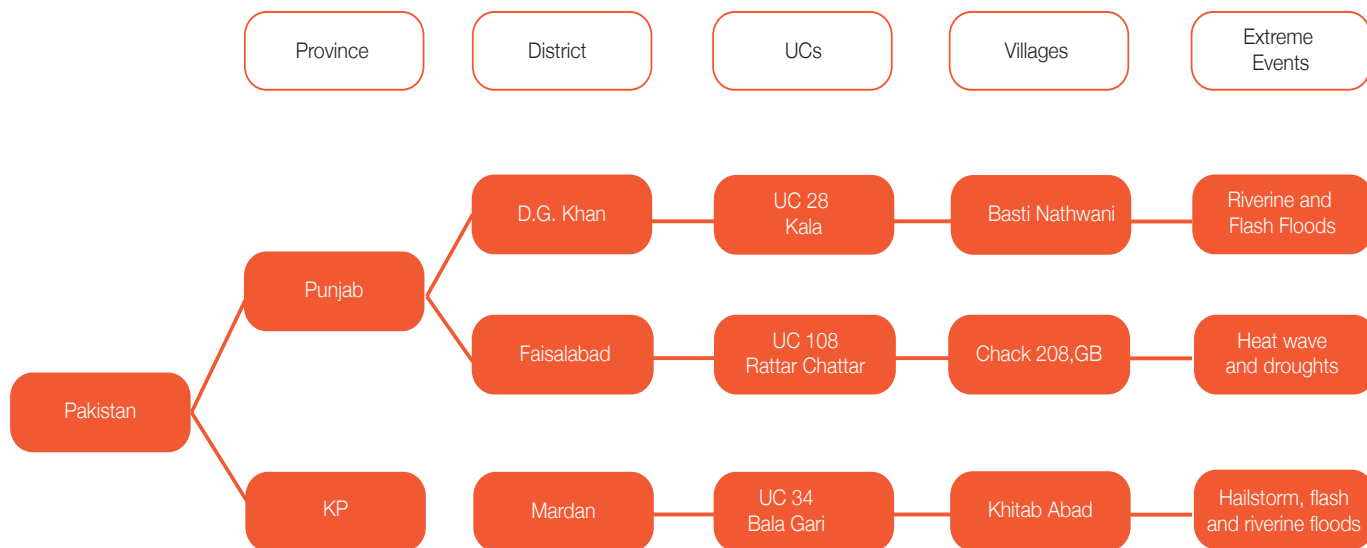 Province
District
UCs
Villages
Extreme
Events
D.G. Khan
UC 28
Kala
Basti Nathwani
Riverine and
Flash Floods
Punjab
Faisalabad
UC 108
Rattar Chattar
Chack 208,GB
Heat wave
and droughts
Pakistan
KP
Mardan
UC 34
Bala Gari
Khitab Abad
Hailstorm, flash
and riverine floods